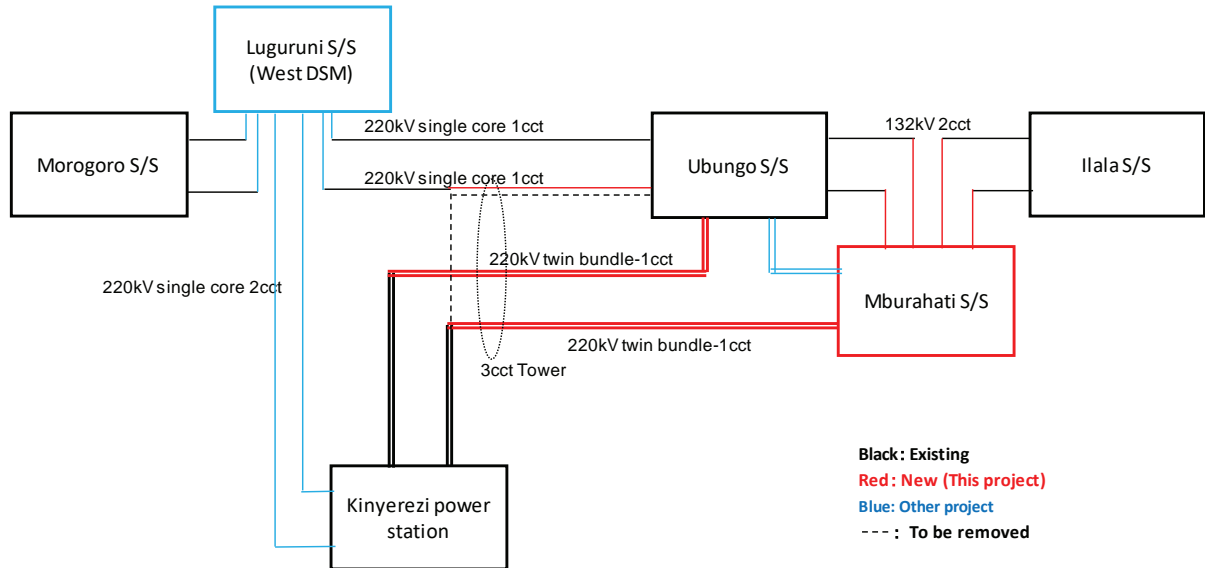 Luguruni S/S
(West DSM)
Morogoro S/S
220kV single core 1cct
220kV single core 1cct
Ubungo S/S
132kV 2cct
Ilala S/S
220kV twin bundle-1cct
220kV single core 2cct
Mburahati S/S
220kV twin bundle-1cct
3cct Tower
Kinyerezi power
station
Black: Existing
Red: New (This project)
Blue: Other project
---: To be removed